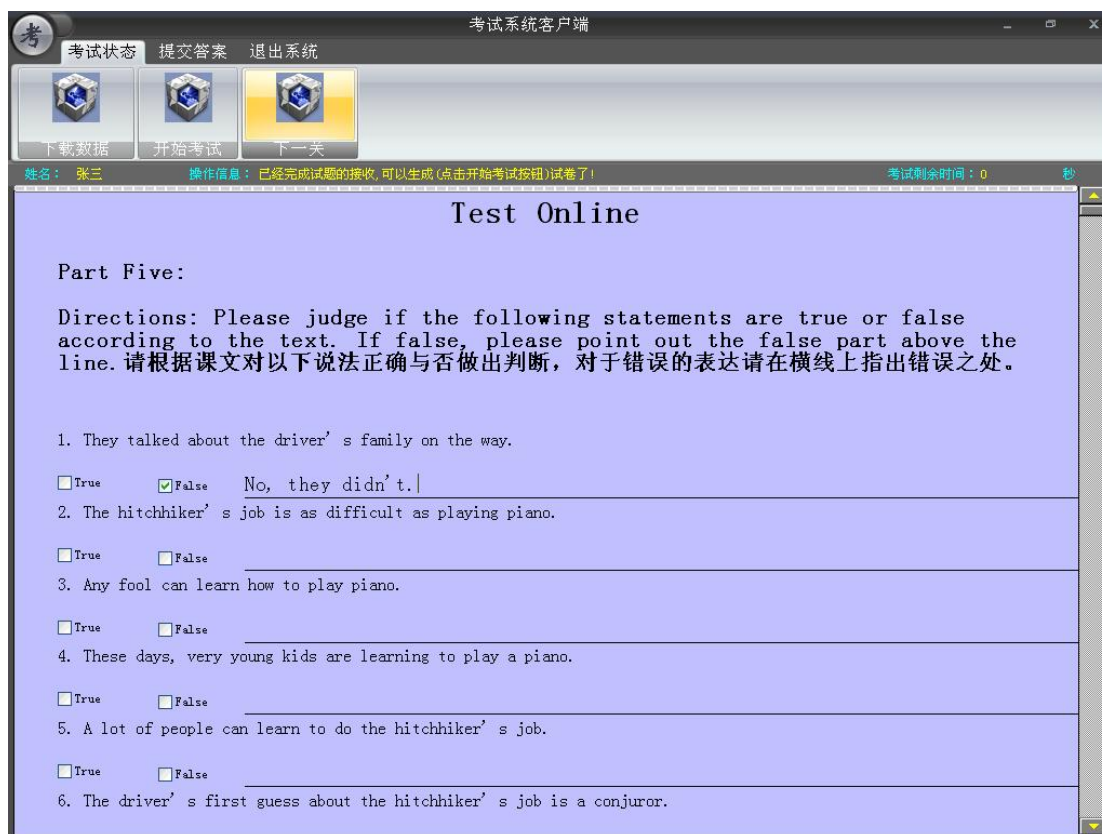 考试系统客户端
考
考试状态 提交答案 退出系统
下载数据 开始考试 下一关
姓名： 张三 操作信息：已经完成试题的接收,可以生成(点击开始考试按钮)试卷了! 考试剩余时间：0 秒
Test Online
Part Five:
Directions: Please judge if the following statements are true or false
according to the text. If false, please point out the false part above the
line.请根据课文对以下说法正确与否做出判断，对于错误的表达请在横线上指出错误之处。
1. They talked about the driver’s family on the way.
True False No, they didn't.
2. The hitchhiker’s job is as difficult as playing piano.
True False
3. Any fool can learn how to play piano.
True False
4. These days, very young kids are learning to play a piano.
True False
5. A lot of people can learn to do the hitchhiker’s job.
True False
6. The driver’s first guess about the hitchhiker’s job is a conjuror.